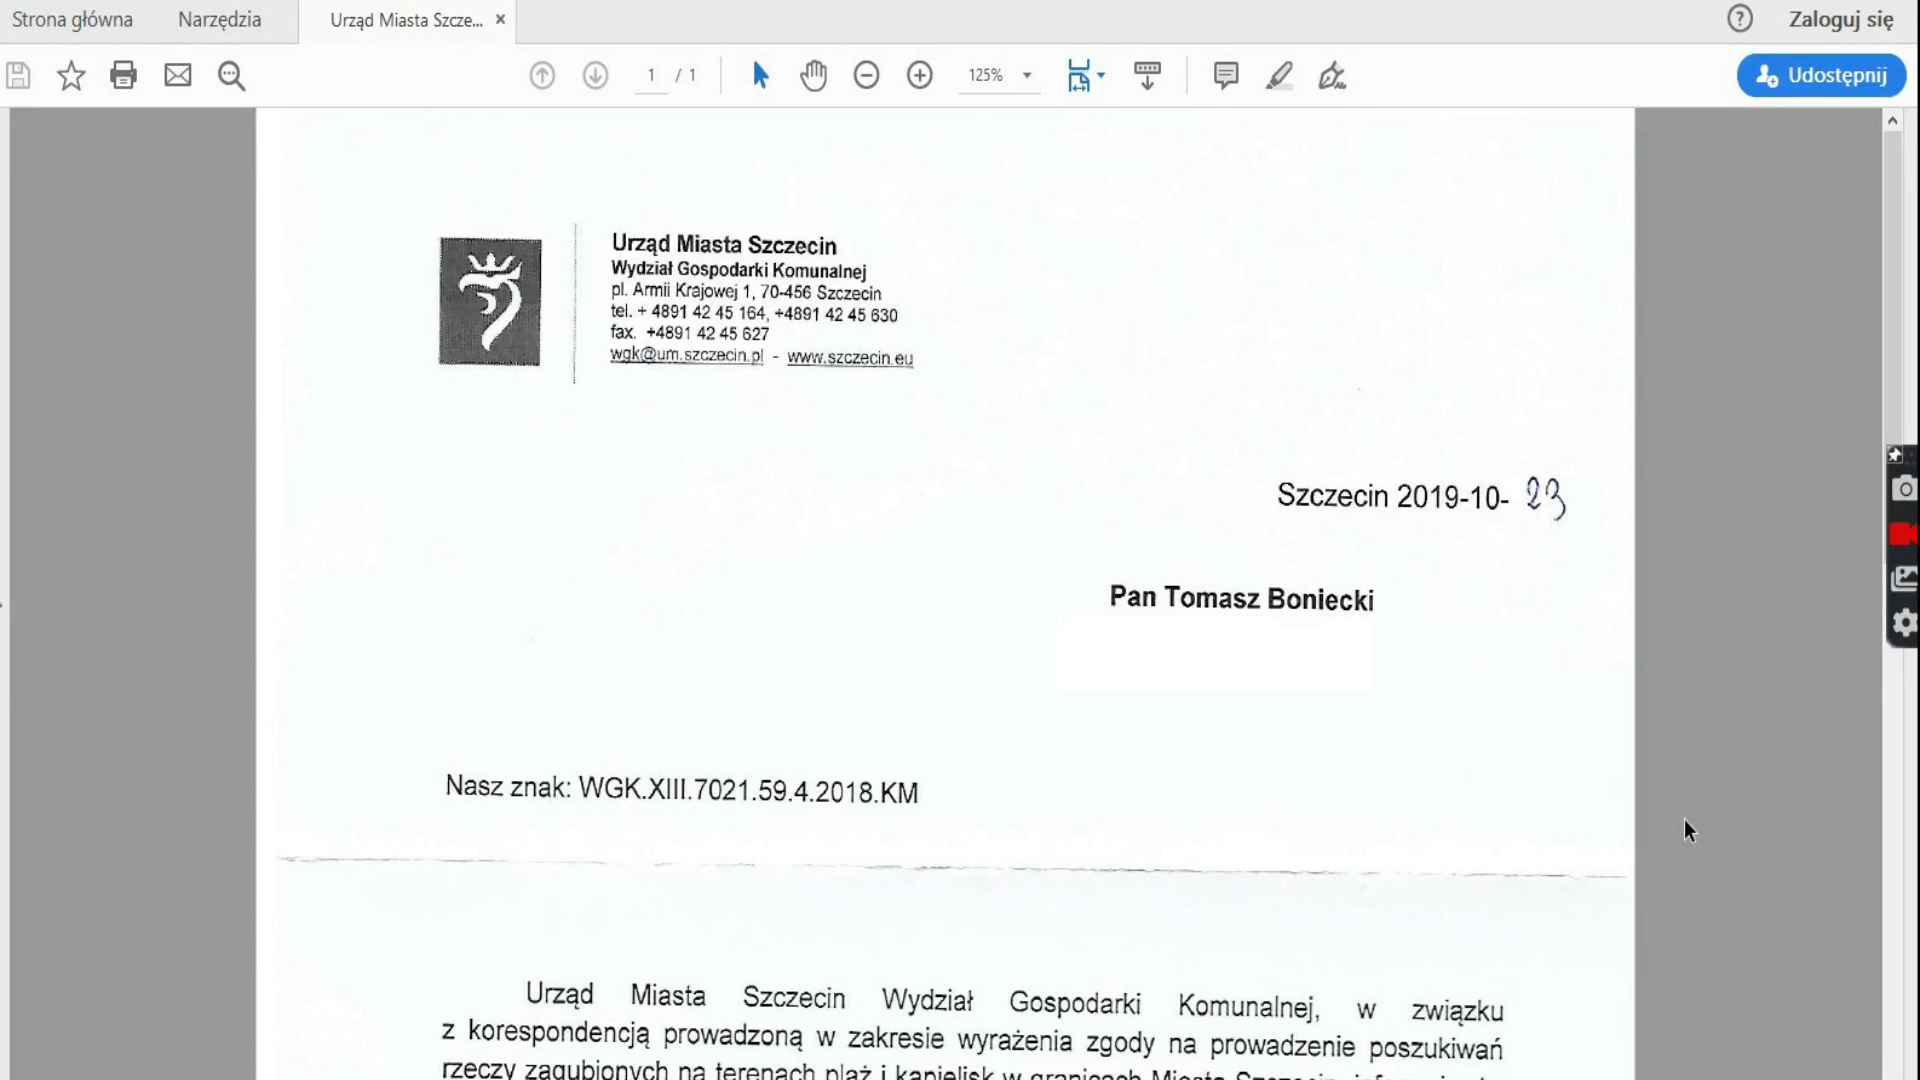 Strona główna
Narzędzia
Urząd Miasta Szcze... ×
Zaloguj się
1 / 1
125%
Udostępnij
Urząd Miasta Szczecin
Wydział Gospodarki Komunalnej
pl. Armii Krajowej 1, 70-456 Szczecin
tel. + 4891 42 45 164, +4891 42 45 630
fax. +4891 42 45 627
wgk@um.szczecin.pl - www.szczecin.eu
Szczecin 2019-10- 23
Pan Tomasz Boniecki
Nasz znak: WGK.XIII.7021.59.4.2018.KM
Urząd Miasta Szczecin Wydział Gospodarki Komunalnej, w związku
z korespondencją prowadzoną w zakresie wyrażenia zgody na prowadzenie poszukiwań
rzeczy zagubionych na terenach plaż i kąpielisk w granicach Miasta Szczecin